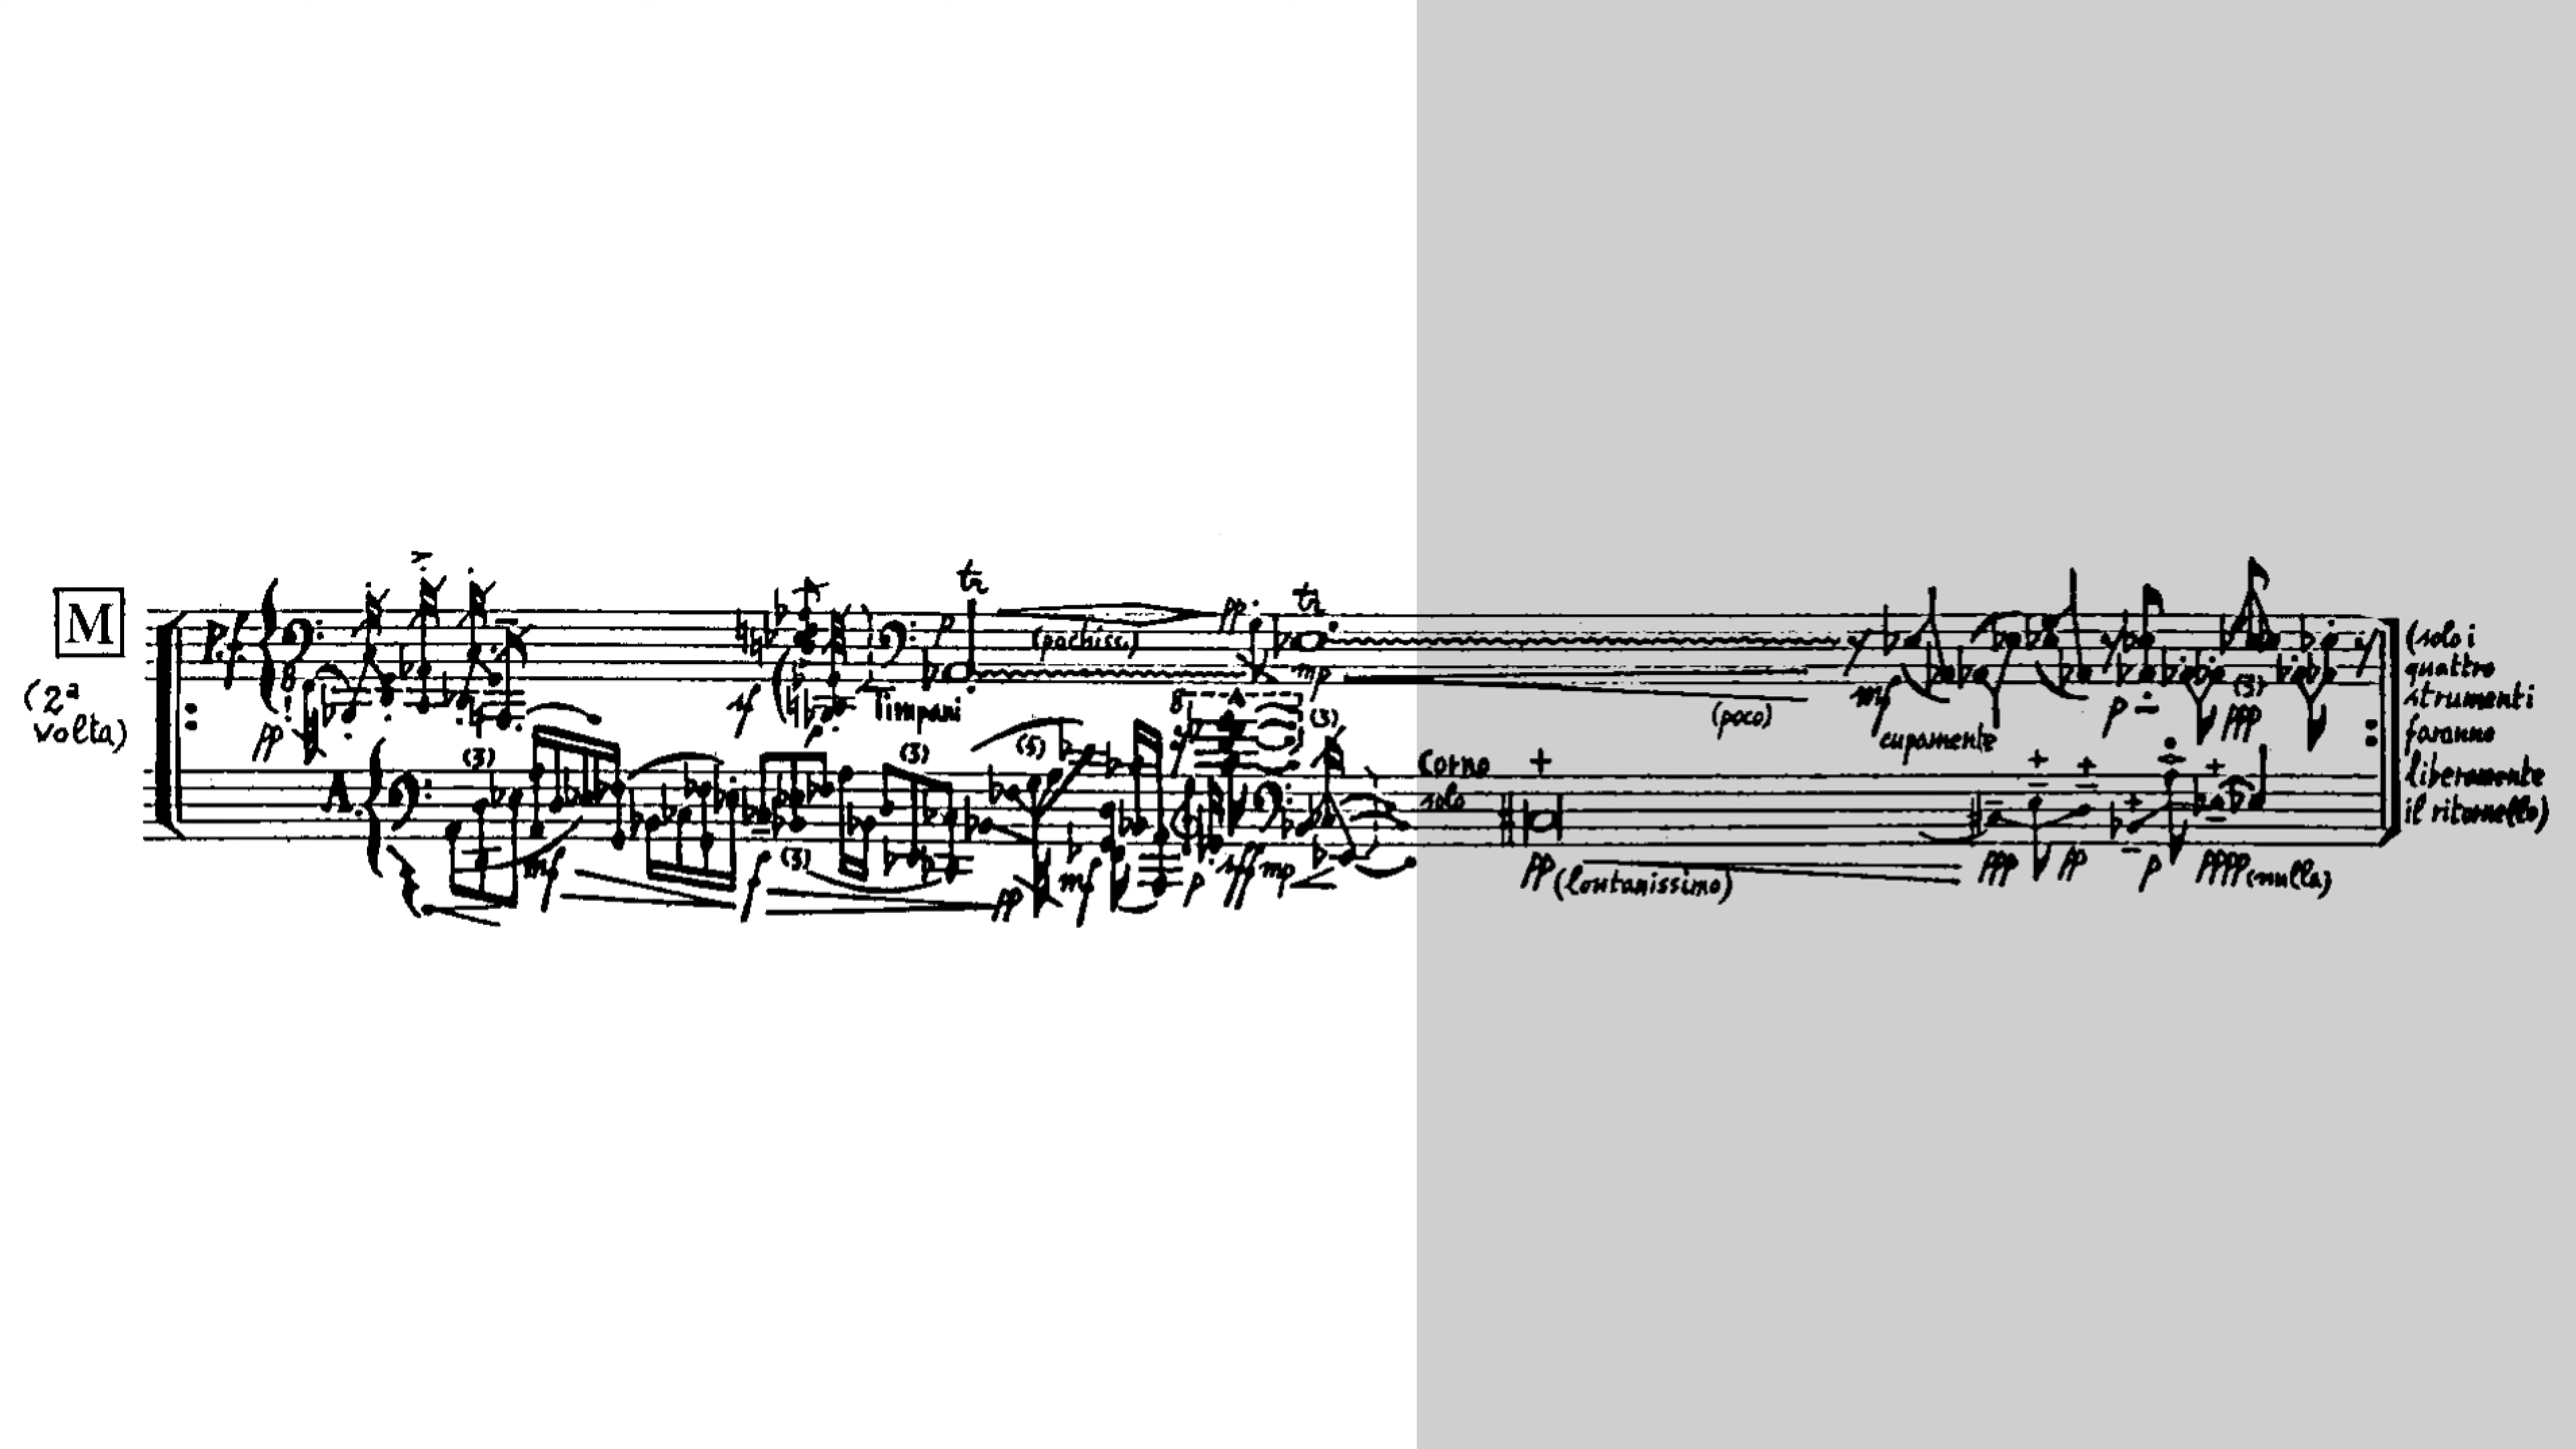 M
(2ª
volta)
P.f.
pp
sf
p
Timpani
p
tr
(pochiss.)
pp
tr
mp
(poco)
mf
cupamente
p
(3)
ppp
(solo i
quattro
strumenti
faranno
liberamente
il ritornello)
A.
(3)
mf
f
(3)
(3)
(5)
pp
mf
p
8
sff
mp
(3)
Corno
solo
pp (lontanissimo)
ppp
pp
p
pppp (nulla)